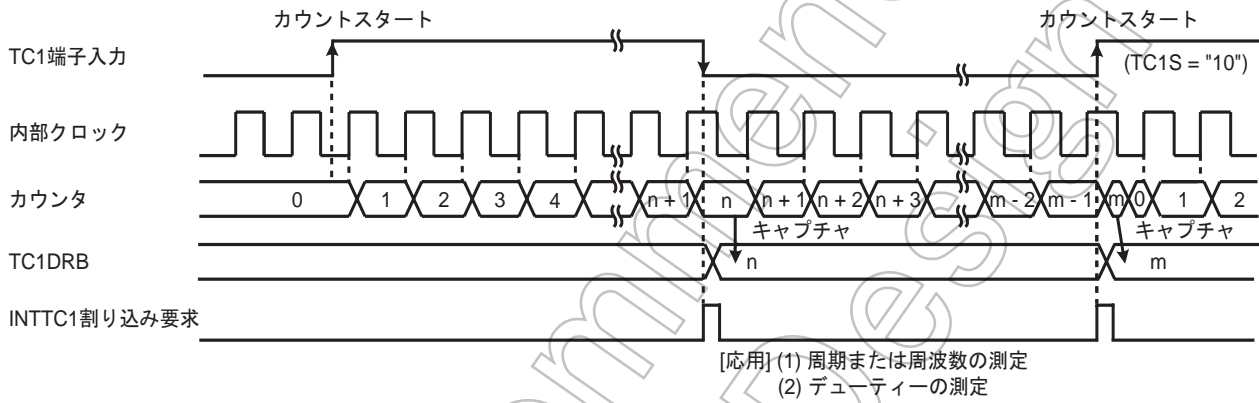 カウントスタート カウントスタート
TC1端子入力
(TC1S = "10")
内部クロック
カウンタ 0 1 2 3 4 n + 1 n n + 1 n + 2 n + 3 m - 2 m - 1 m 0 1 2
キャプチャ キャプチャ
TC1DRB n m
INTTC1割り込み要求
[応用] (1) 周期または周波数の測定
(2) デューティーの測定